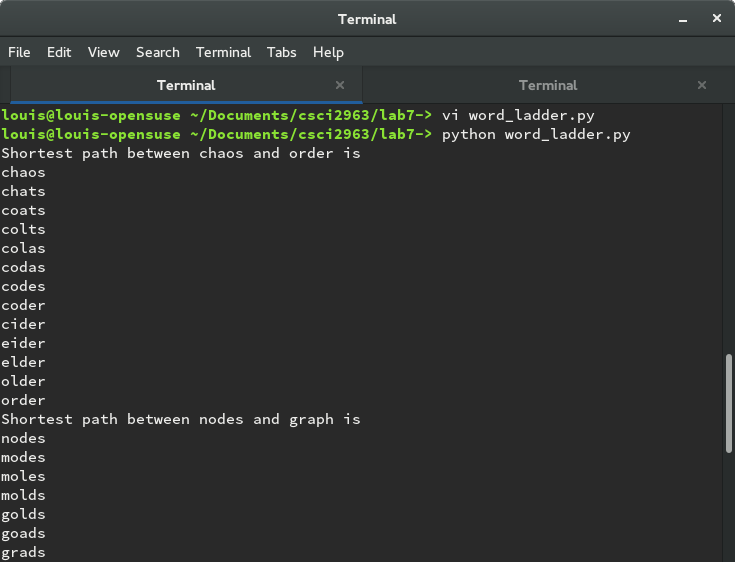 Terminal
File Edit View Search Terminal Tabs Help
Terminal Terminal
louis@louis-opensuse ~/Documents/csci2963/lab7-> vi word_ladder.py
louis@louis-opensuse ~/Documents/csci2963/lab7-> python word_ladder.py
Shortest path between chaos and order is
chaos
chats
coats
colts
colas
codas
codes
coder
cider
eider
elder
older
order
Shortest path between nodes and graph is
nodes
modes
moles
molds
golds
goads
grads